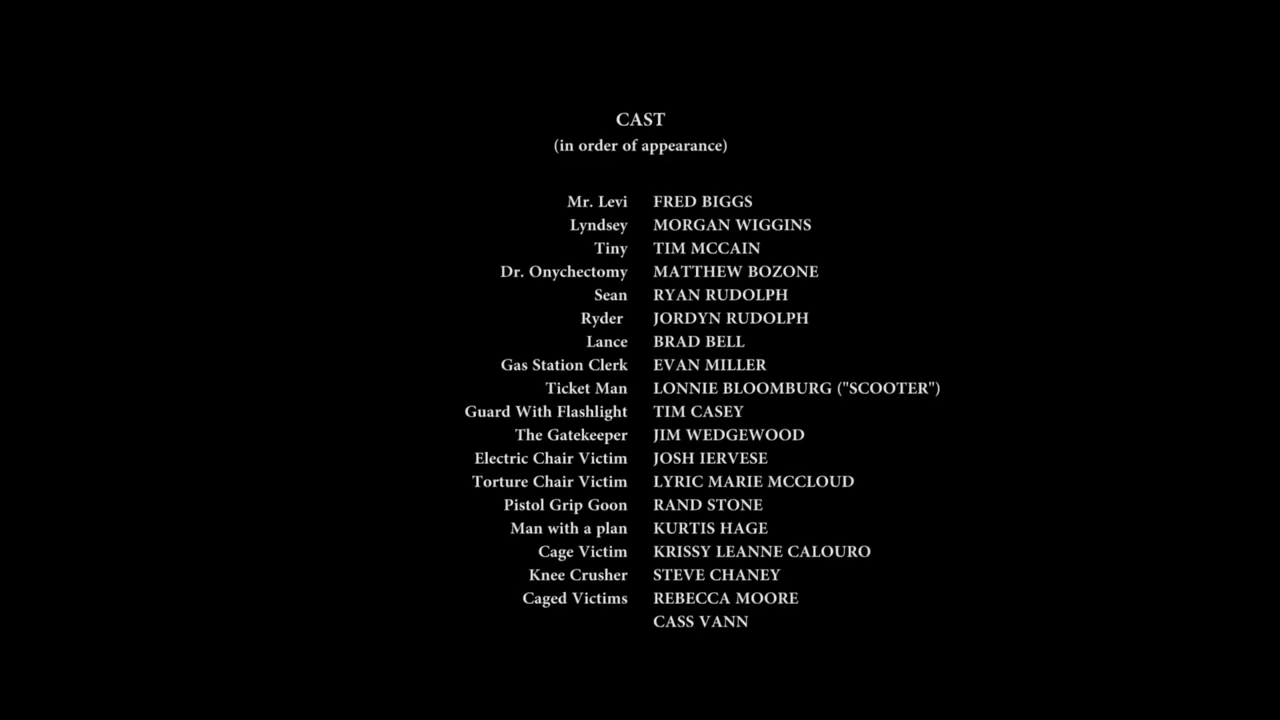 CAST
(in order of appearance)
Mr. Levi FRED BIGGS
Lyndsey MORGAN WIGGINS
Tiny TIM MCCAIN
Dr. Onychectomy MATTHEW BOZONE
Sean RYAN RUDOLPH
Ryder JORDYN RUDOLPH
Lance BRAD BELL
Gas Station Clerk EVAN MILLER
Ticket Man LONNIE BLOOMBURG ("SCOOTER")
Guard With Flashlight TIM CASEY
The Gatekeeper JIM WEDGEWOOD
Electric Chair Victim JOSH IERVESE
Torture Chair Victim LYRIC MARIE MCCLOUD
Pistol Grip Goon RAND STONE
Man with a plan KURTIS HAGE
Cage Victim KRISSY LEANNE CALOURO
Knee Crusher STEVE CHANEY
Caged Victims REBECCA MOORE
CASS VANN